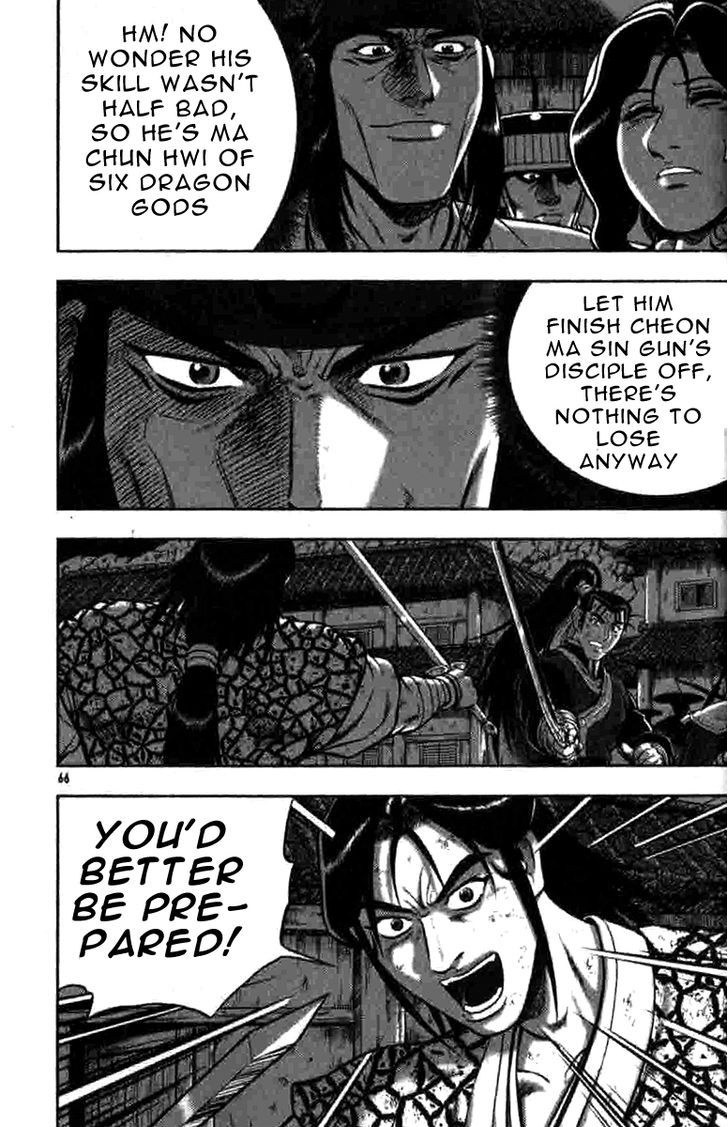 HM! NO
WONDER HIS
SKILL WASN'T
HALF BAD,
SO HE'S MA
CHUN HWI OF
SIX DRAGON
GODS
LET HIM
FINISH CHEON
MA SIN GUN'S
DISCIPLE OFF,
THERE'S
NOTHING TO
LOSE
ANYWAY
66
YOU'D
BETTER
BE PRE-
PARED!